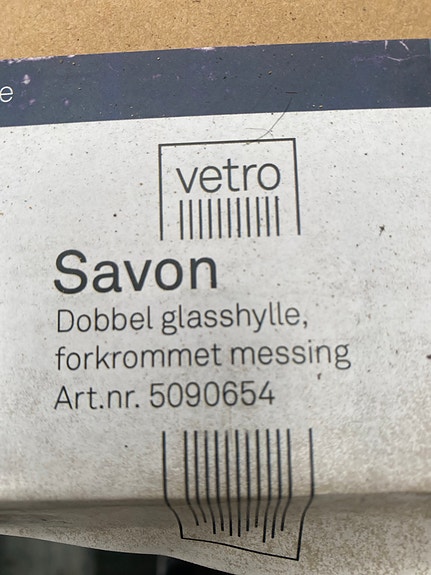 e
vetro
Savon
Dobbel glasshylle,
forkrommet messing
Art.nr. 5090654